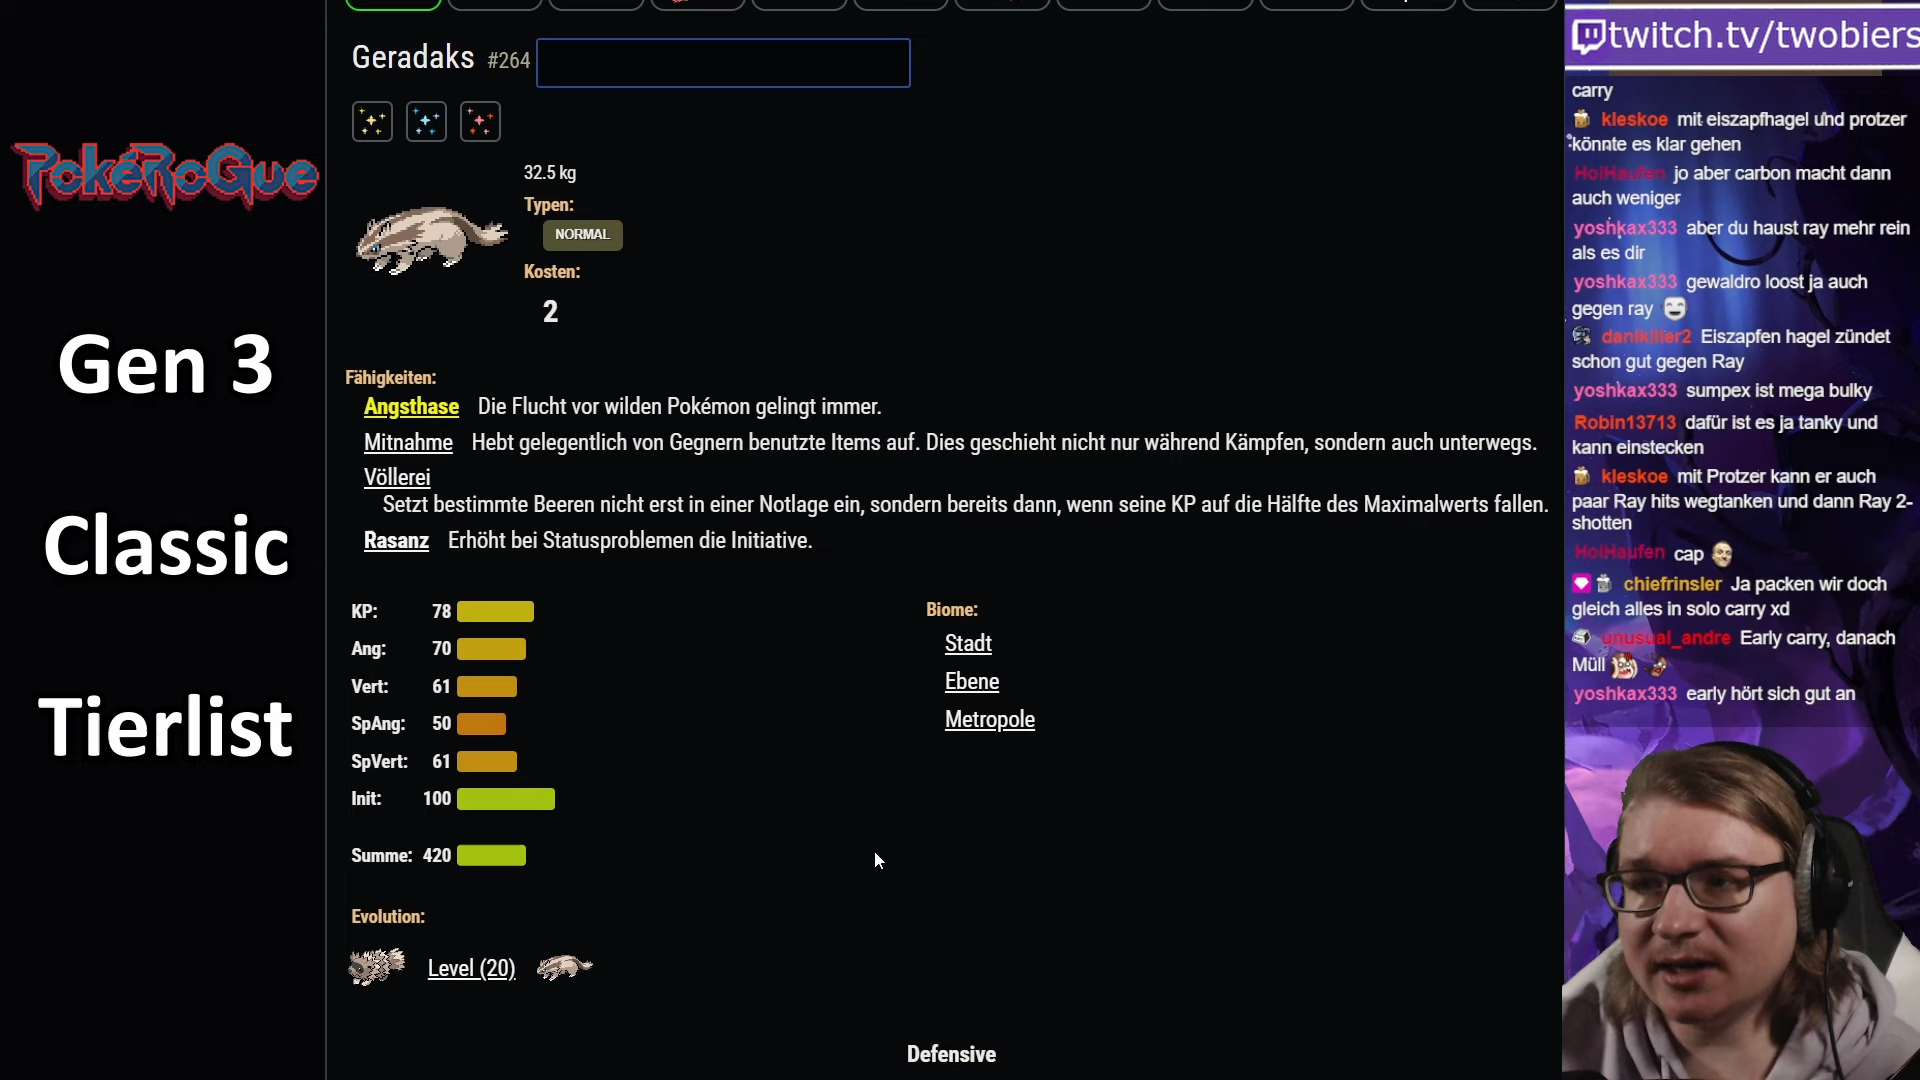 PokéRoGue
Gen 3
Classic
Tierlist
Geradaks #264
32.5 kg
Typen:
NORMAL
Kosten:
2
Fähigkeiten:
Angsthase Die Flucht vor wilden Pokémon gelingt immer.
Mitnahme Hebt gelegentlich von Gegnern benutzte Items auf. Dies geschieht nicht nur während Kämpfen, sondern auch unterwegs.
Völlerei
Setzt bestimmte Beeren nicht erst in einer Notlage ein, sondern bereits dann, wenn seine KP auf die Hälfte des Maximalwerts fallen.
Rasanz Erhöht bei Statusproblemen die Initiative.
KP: 78
Ang: 70
Vert: 61
SpAng: 50
SpVert: 61
Init: 100
Summe: 420
Biome:
Stadt
Ebene
Metropole
Evolution:
Level (20)
Defensive
twitch.tv/twobiers
carry
kleskoe mit eiszapfhagel und protzer
könnte es klar gehen
HoiHaufen jo aber carbon macht dann
auch weniger
yoshkax333 aber du haust ray mehr rein
als es dir
yoshkax333 gewaldro loost ja auch
gegen ray
danikiller2 Eiszapfen hagel zündet
schon gut gegen Ray
yoshkax333 sumpex ist mega bulky
Robin13713 dafür ist es ja tanky und
kann einstecken
kleskoe mit Protzer kann er auch
paar Ray hits wegtanken und dann Ray 2-
shotten
HoiHaufen cap
chiefrinsler Ja packen wir doch
gleich alles in solo carry xd
unusual_andre Early carry, danach
Müll
yoshkax333 early hört sich gut an